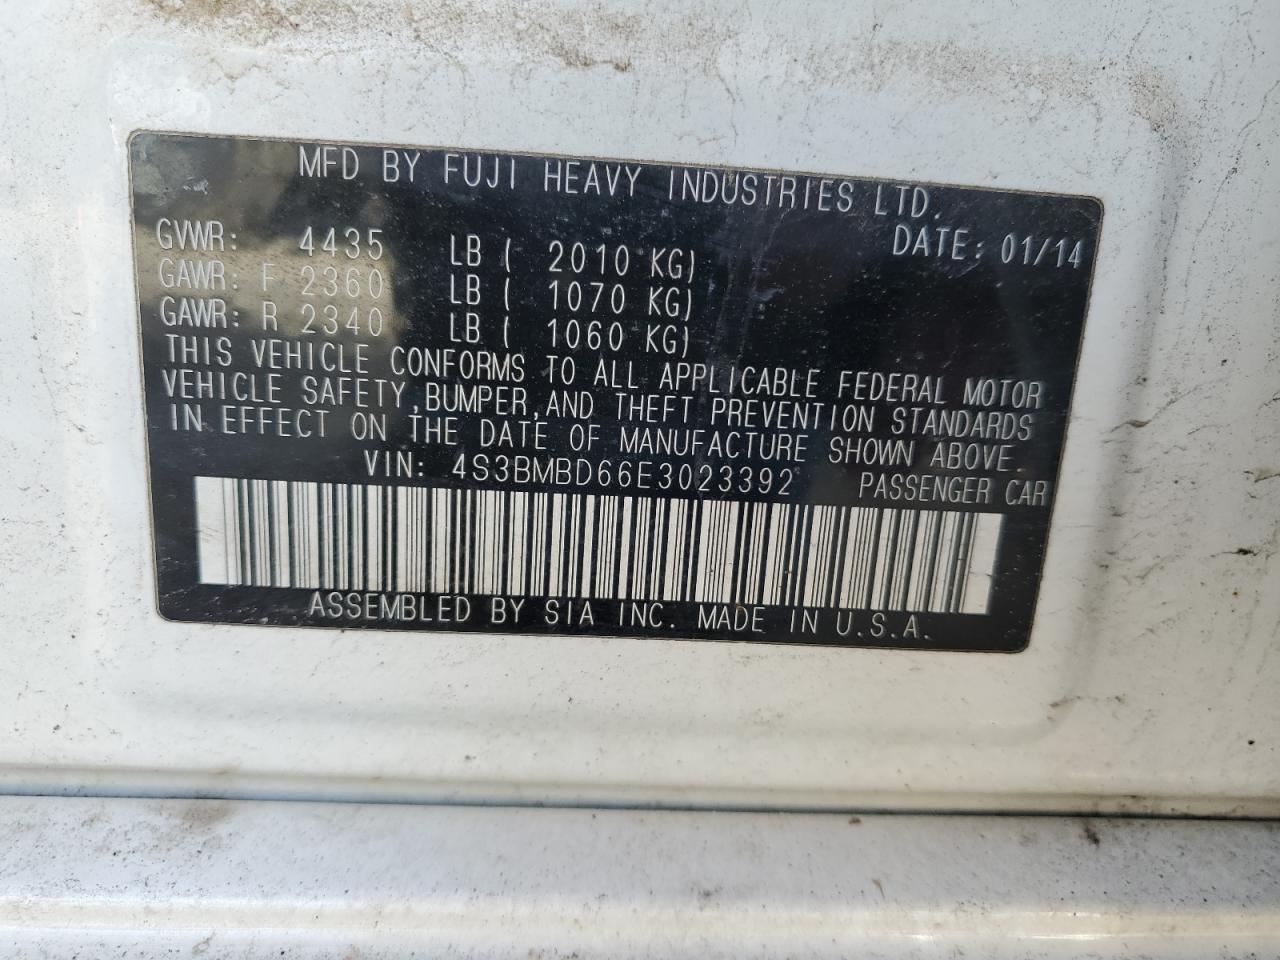 MFD BY FUJI HEAVY INDUSTRIES LTD.
DATE: 01/14
GVWR: 4435 LB ( 2010 KG)
GAWR: F 2360 LB ( 1070 KG)
GAWR: R 2340 LB ( 1060 KG)
THIS VEHICLE CONFORMS TO ALL APPLICABLE FEDERAL MOTOR
VEHICLE SAFETY,BUMPER,AND THEFT PREVENTION STANDARDS
IN EFFECT ON THE DATE OF MANUFACTURE SHOWN ABOVE.
VIN: 4S3BMBD66E3023392 PASSENGER CAR
ASSEMBLED BY SIA INC. MADE IN U.S.A.